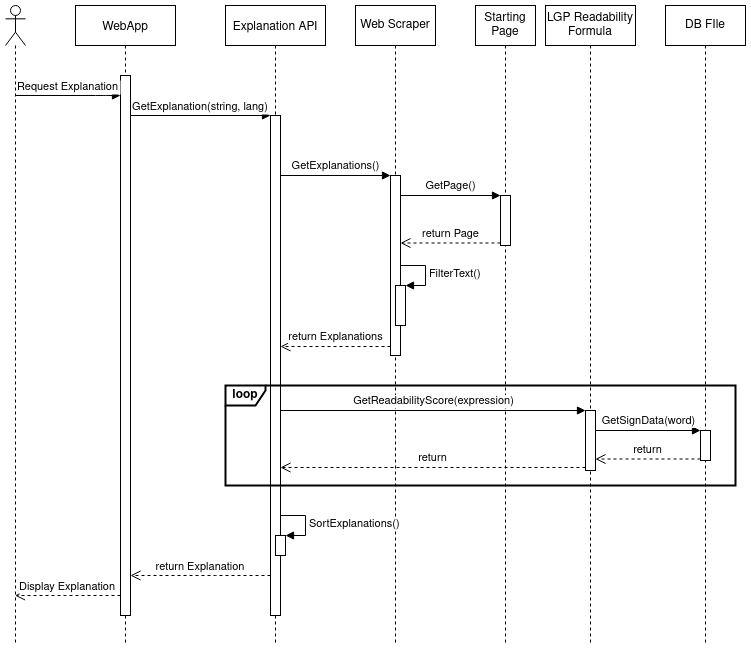 WebApp
Explanation API
Web Scraper
Starting
Page
LGP Readability
Formula
DB FIle
Request Explanation
GetExplanation(string, lang)
GetExplanations()
GetPage()
return Page
FilterText()
return Explanations
loop
GetReadabilityScore(expression)
GetSignData(word)
return
return
SortExplanations()
return Explanation
Display Explanation